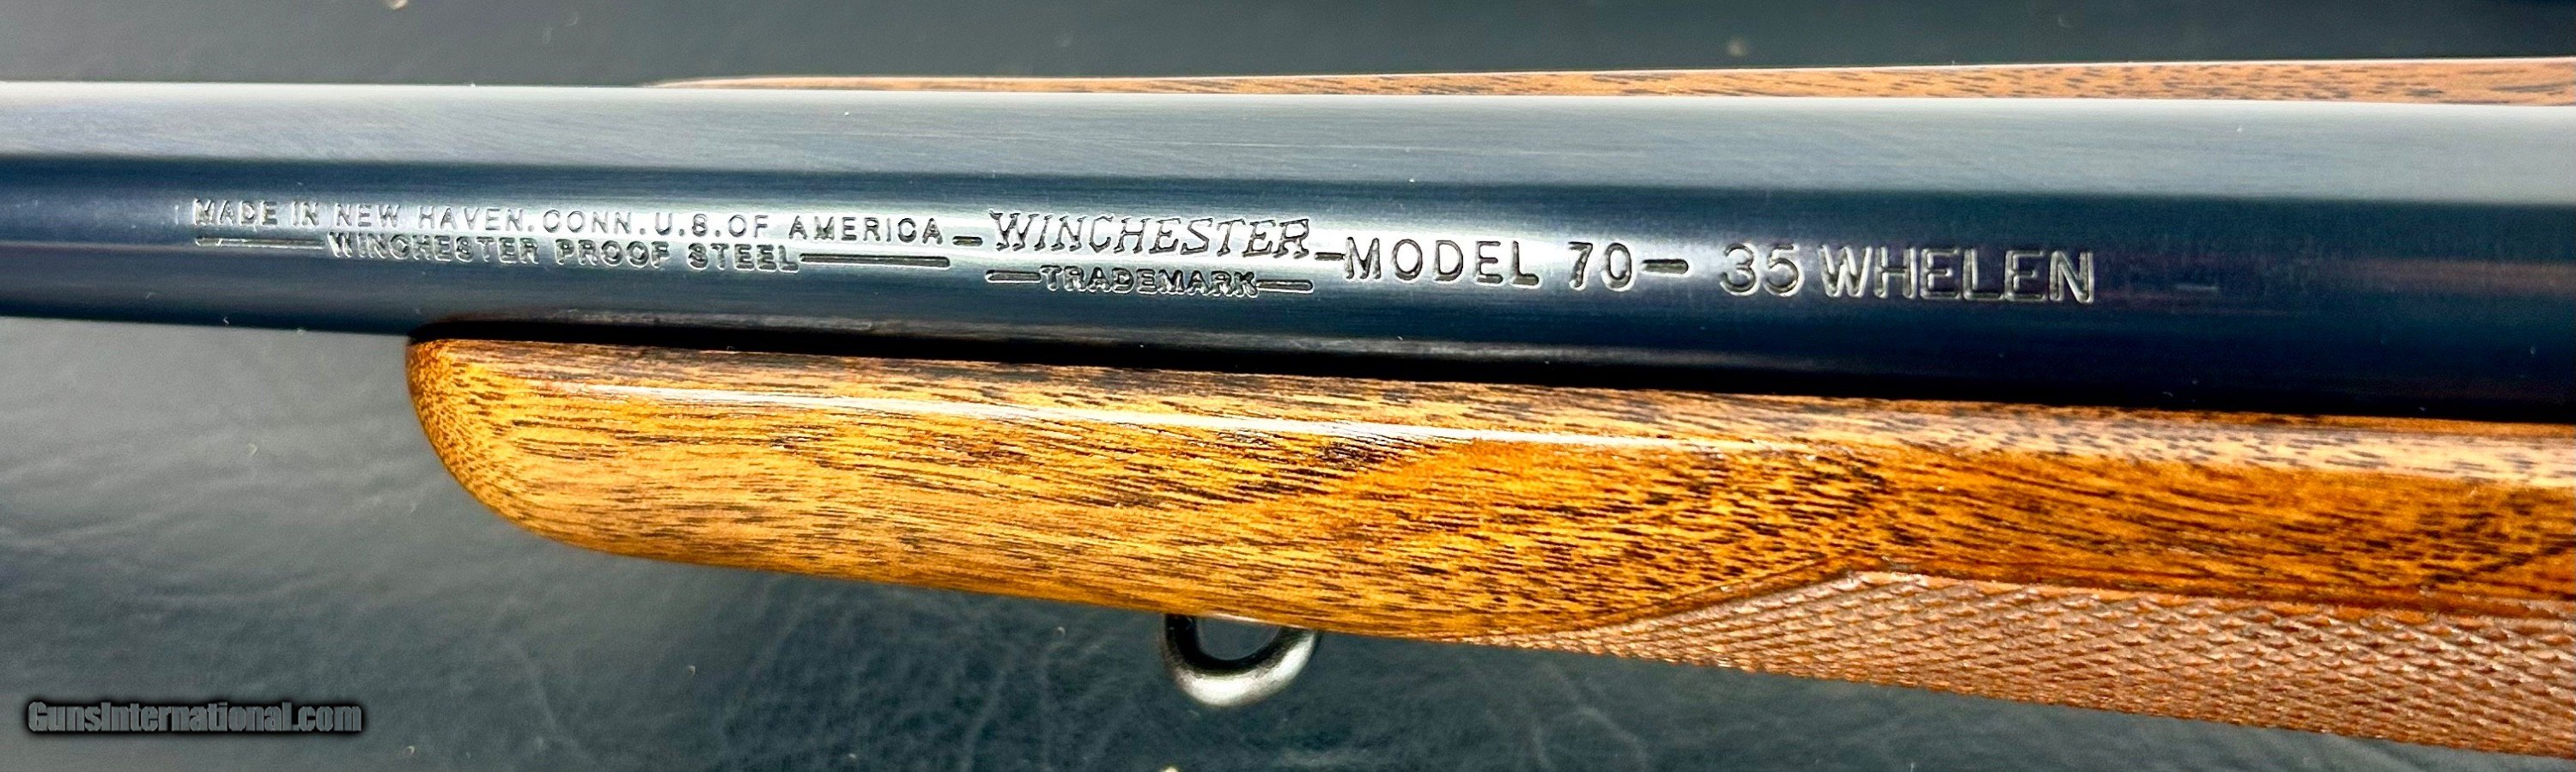 MADE IN NEW HAVEN. CONN. U.S. OF AMERICA
WINCHESTER PROOF STEEL
-WINCHESTER-
TRADEMARK
MODEL 70- 35 WHELEN
GunsInternational.com